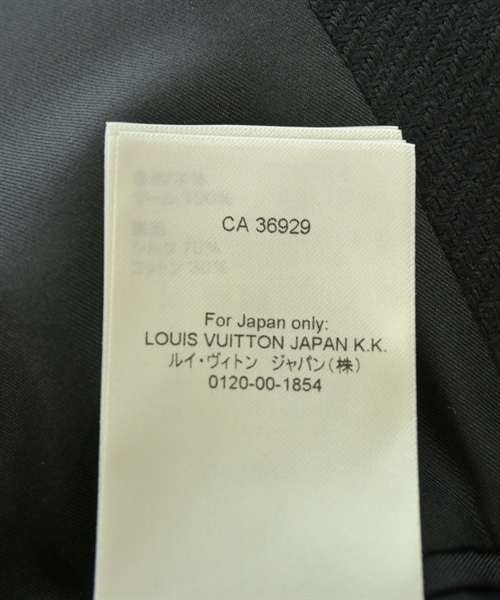 CA 36929
For Japan only:
LOUIS VUITTON JAPAN K.K.
ルイ・ヴィトン ジャパン(株)
0120-00-1854